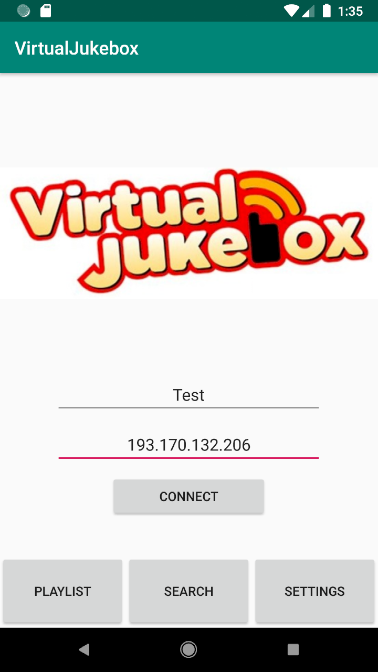 1:35
VirtualJukebox
Virtual
Jukebox
Test
193.170.132.206
CONNECT
PLAYLIST SEARCH SETTINGS